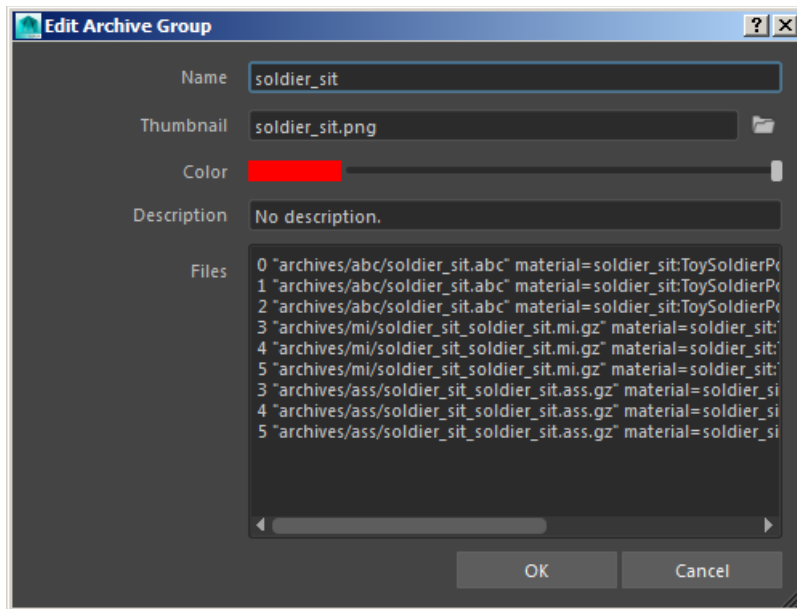 Edit Archive Group
Name
soldier_sit
Thumbnail
soldier_sit.png
Color
Description
No description.
Files
0 "archives/abc/soldier_sit.abc" material=soldier_sit:ToySoldierPo
1 "archives/abc/soldier_sit.abc" material=soldier_sit:ToySoldierPo
2 "archives/abc/soldier_sit.abc" material=soldier_sit:ToySoldierPo
3 "archives/mi/soldier_sit_soldier_sit.mi.gz" material=soldier_sit:
4 "archives/mi/soldier_sit_soldier_sit.mi.gz" material=soldier_sit:
5 "archives/mi/soldier_sit_soldier_sit.mi.gz" material=soldier_sit:
3 "archives/ass/soldier_sit_soldier_sit.ass.gz" material=soldier_si
4 "archives/ass/soldier_sit_soldier_sit.ass.gz" material=soldier_si
5 "archives/ass/soldier_sit_soldier_sit.ass.gz" material=soldier_si
OK
Cancel